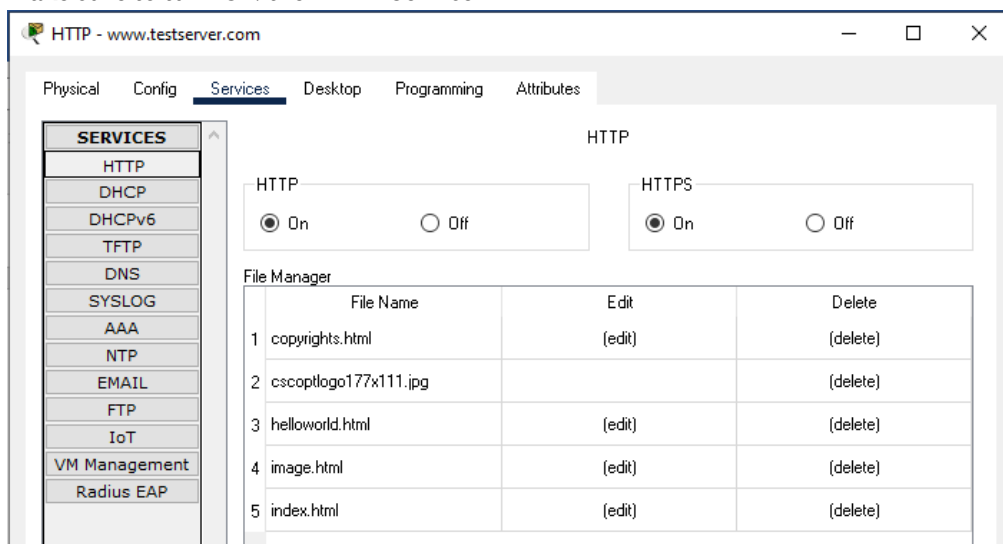 HTTP - www.testserver.com
Physical Config Services Desktop Programming Attributes
SERVICES
HTTP
DHCP
DHCPv6
TFTP
DNS
SYSLOG
AAA
NTP
EMAIL
FTP
IoT
VM Management
Radius EAP
HTTP
HTTP
On Off
HTTPS
On Off
File Manager
File Name Edit Delete
1 copyrights.html (edit) (delete)
2 cscoptlogo177x111.jpg (delete)
3 helloworld.html (edit) (delete)
4 image.html (edit) (delete)
5 index.html (edit) (delete)